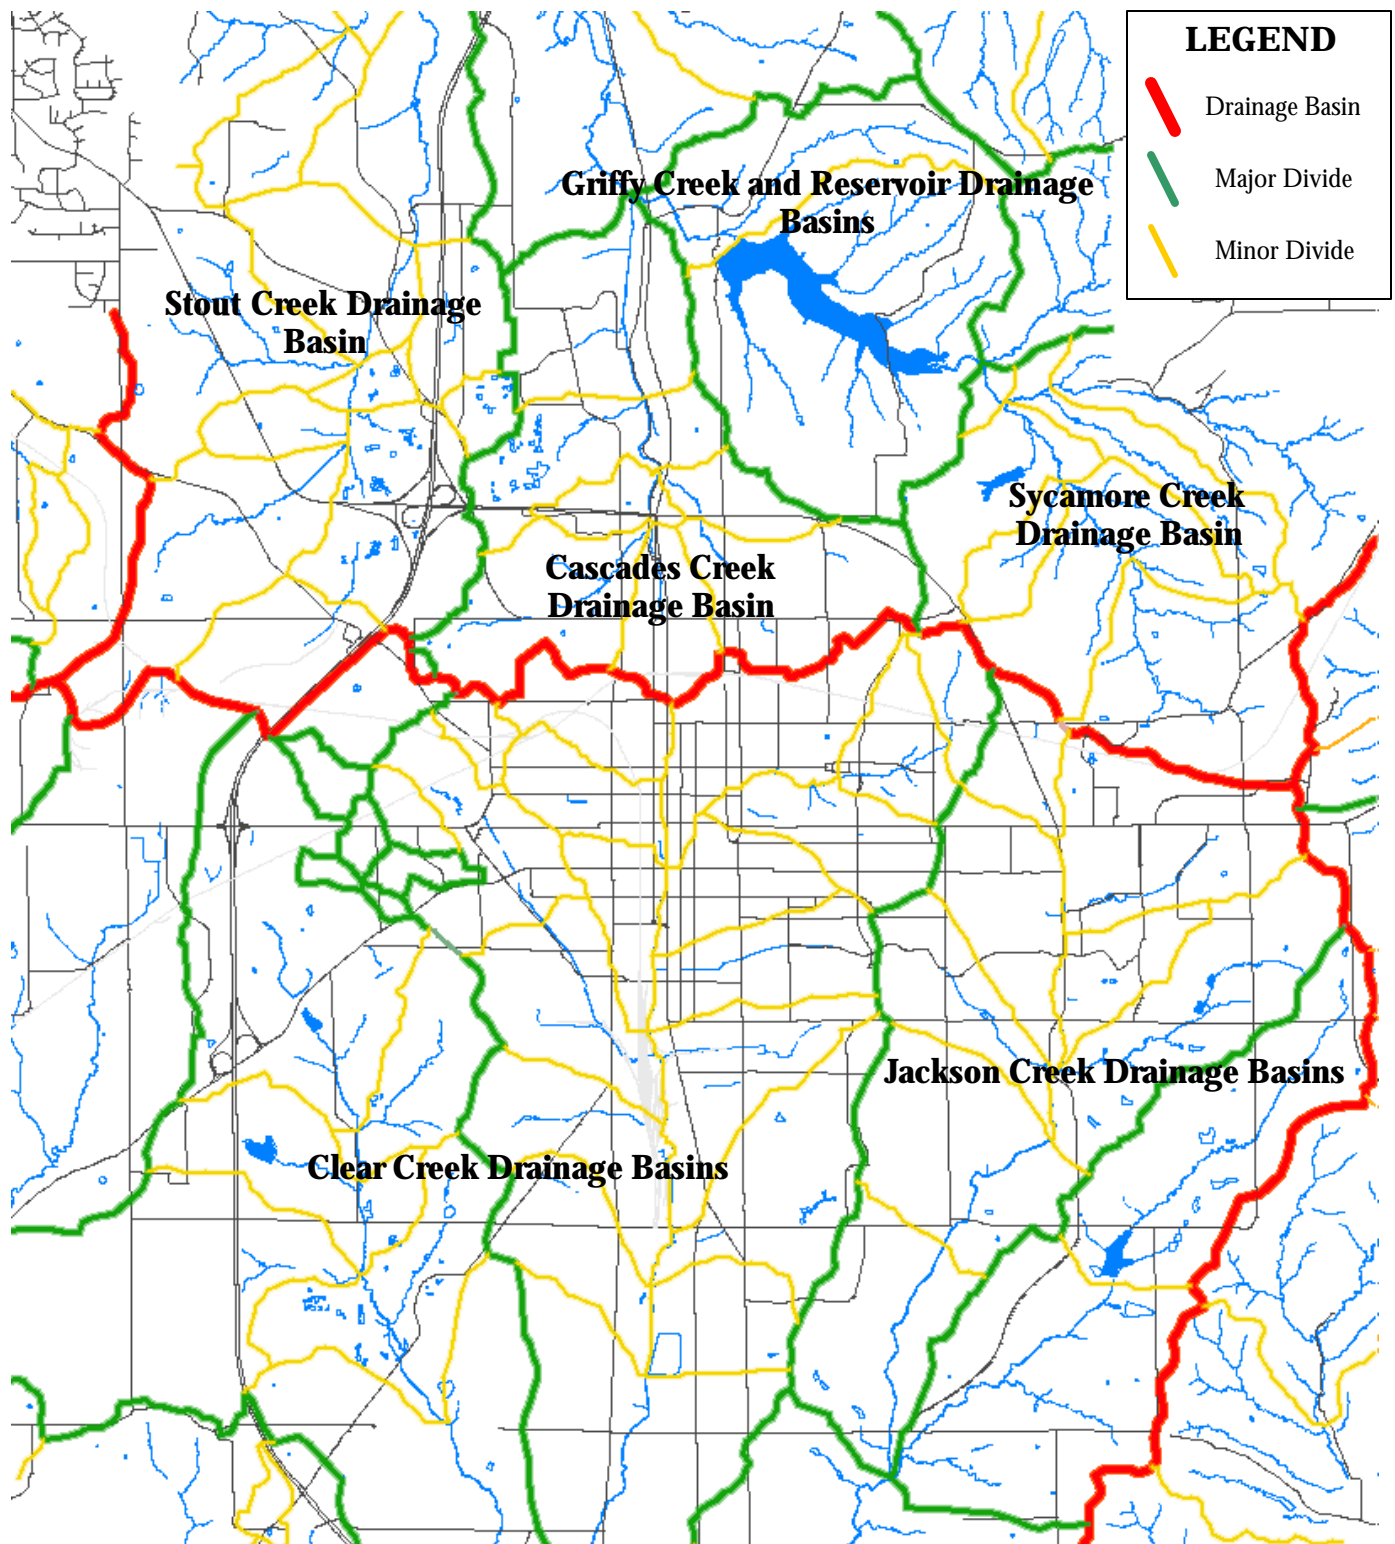 LEGEND
Drainage Basin
Major Divide
Minor Divide
Griffy Creek and Reservoir Drainage
Basins
Stout Creek Drainage
Basin
Sycamore Creek
Drainage Basin
Cascades Creek
Drainage Basin
Jackson Creek Drainage Basins
Clear Creek Drainage Basins